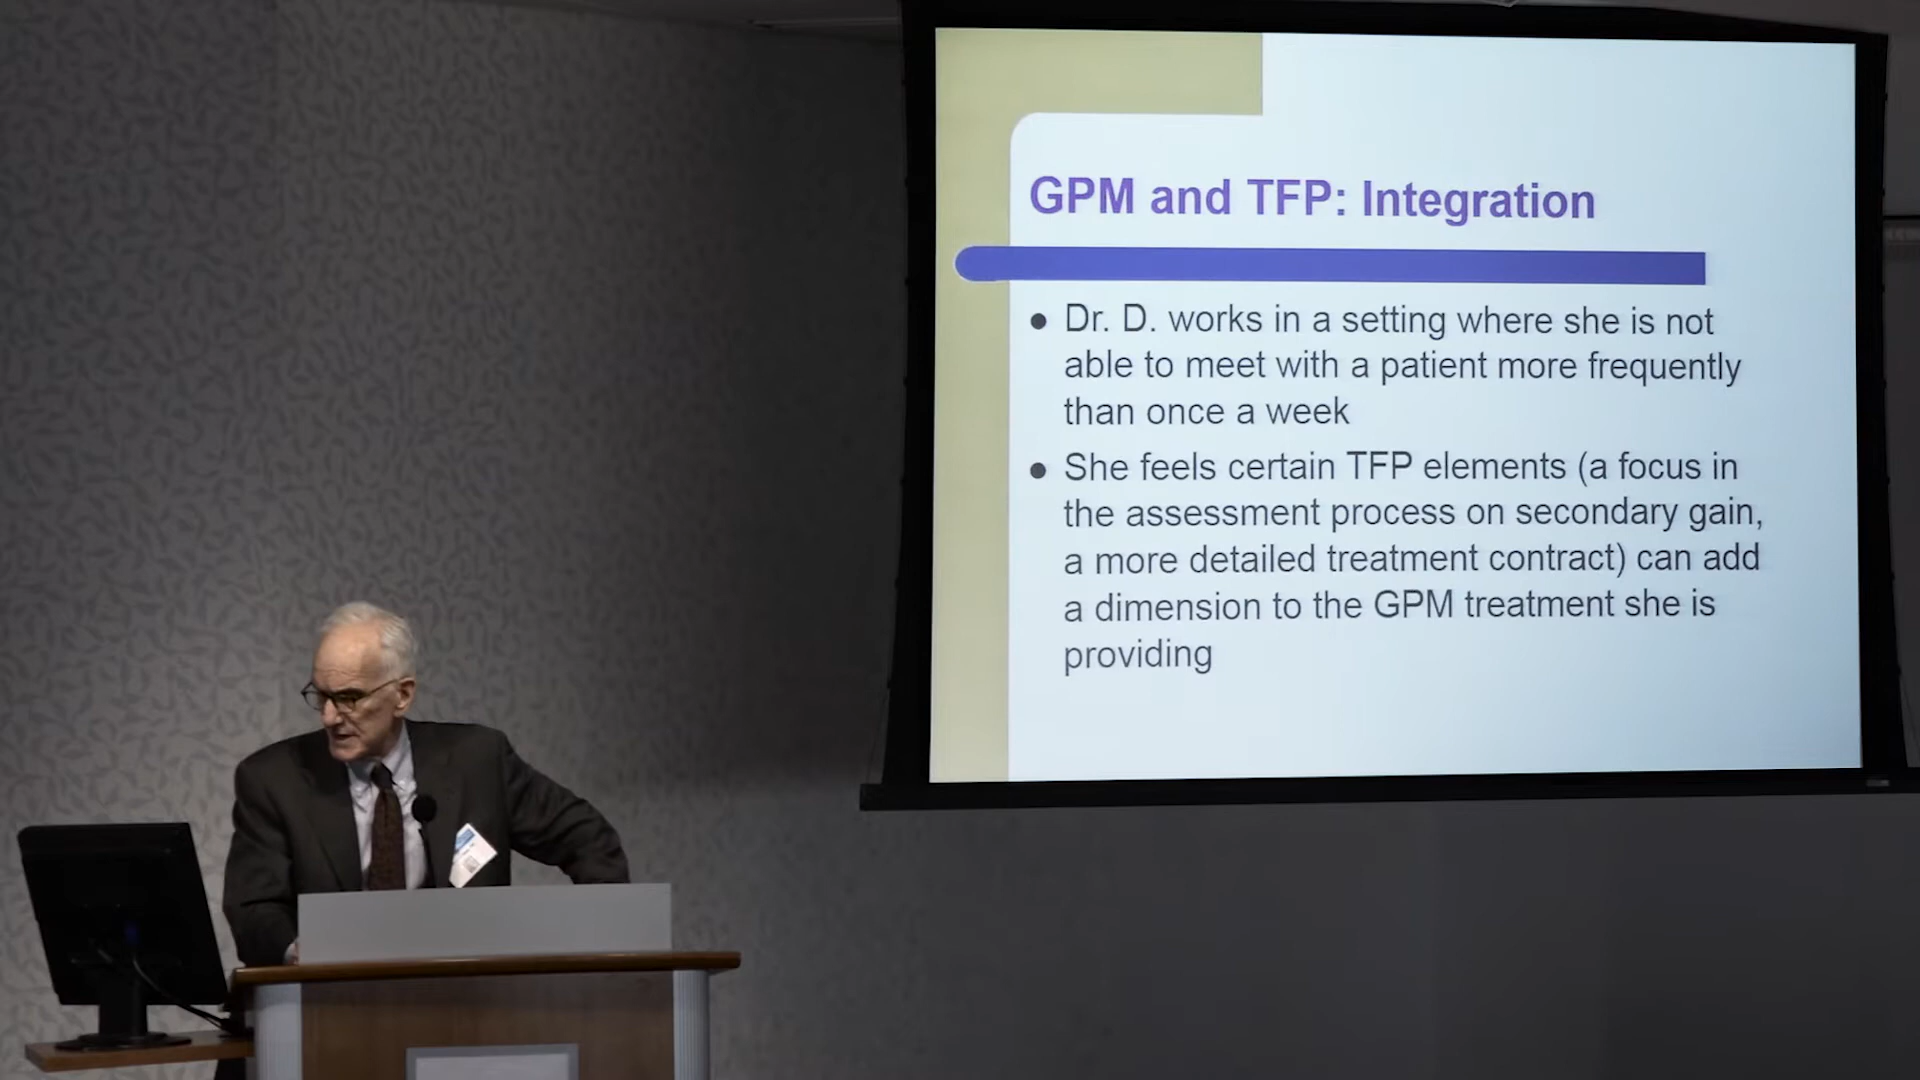 GPM and TFP: Integration
● Dr. D. works in a setting where she is not
able to meet with a patient more frequently
than once a week
● She feels certain TFP elements (a focus in
the assessment process on secondary gain,
a more detailed treatment contract) can add
a dimension to the GPM treatment she is
providing